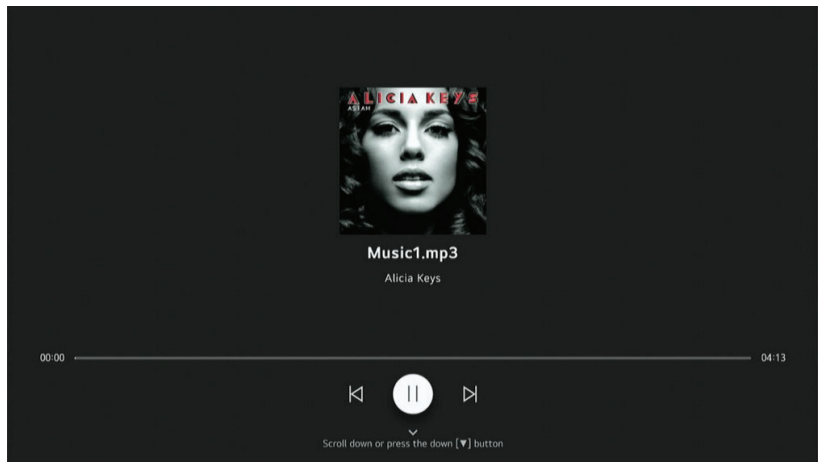 ALICIA KEYS
AS I AM
Music1.mp3
Alicia Keys
00:00
04:13
Scroll down or press the down [▼] button